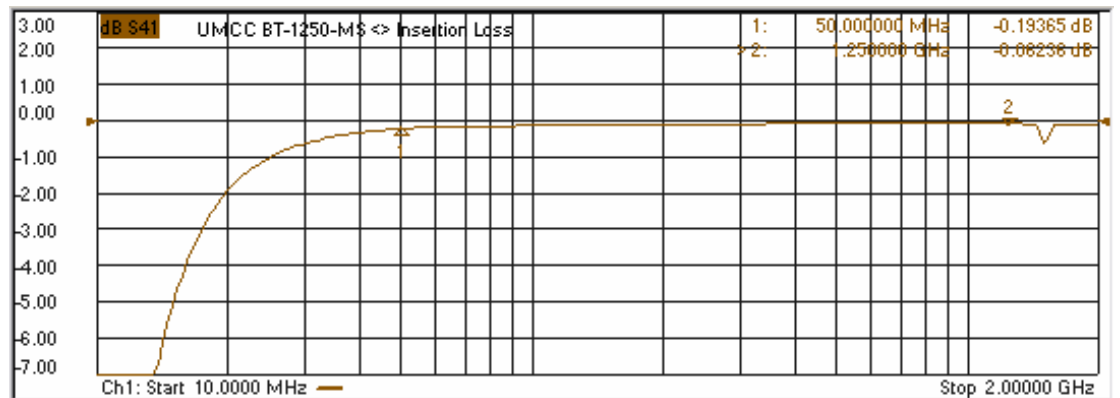 3.00
dB S41 UMCC BT-1250-MS <> Insertion Loss
1: 50.000000 MHz -0.19365 dB
2.00
> 2: 1.250000 GHz -0.08238 dB
1.00
0.00
2
-1.00
1
-2.00
-3.00
-4.00
-5.00
-6.00
-7.00
Ch1: Start 10.0000 MHz
Stop 2.00000 GHz